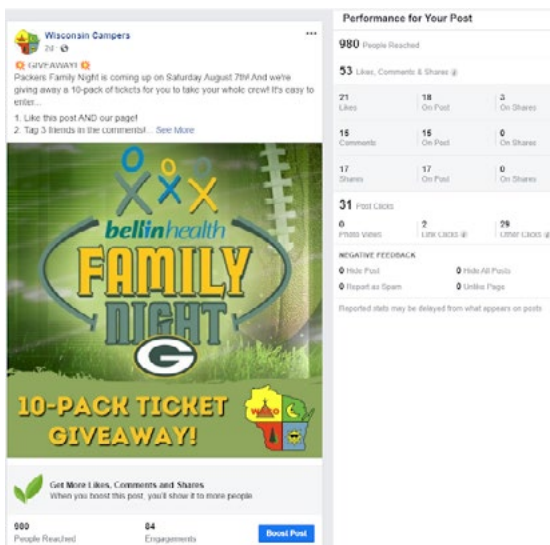 Wisconsin Campers
2d
GIVEAWAY!
Packers Family Night is coming up on Saturday August 7th! And we're
giving away a 10-pack of tickets for you to take your whole crew! It's easy to
enter...
1. Like this post AND our page!
2. Tag 3 friends in the comments!... See More
bellinhealth
FAMILY
NIGHT
G
10-PACK TICKET
GIVEAWAY!
WACO
Get More Likes, Comments and Shares
When you boost this post, you'll show it to more people
980 People Reached
84 Engagements
Boost Post
Performance for Your Post
980 People Reached
53 Likes, Comments & Shares
21 Likes
18 On Post
3 On Shares
15 Comments
15 On Post
0 On Shares
17 Shares
17 On Post
0 On Shares
31 Post Clicks
0 Photo Views
2 Link Clicks
29 Other Clicks
NEGATIVE FEEDBACK
0 Hide Post
0 Hide All Posts
0 Report as Spam
0 Unlike Page
Reported stats may be delayed from what appears on posts